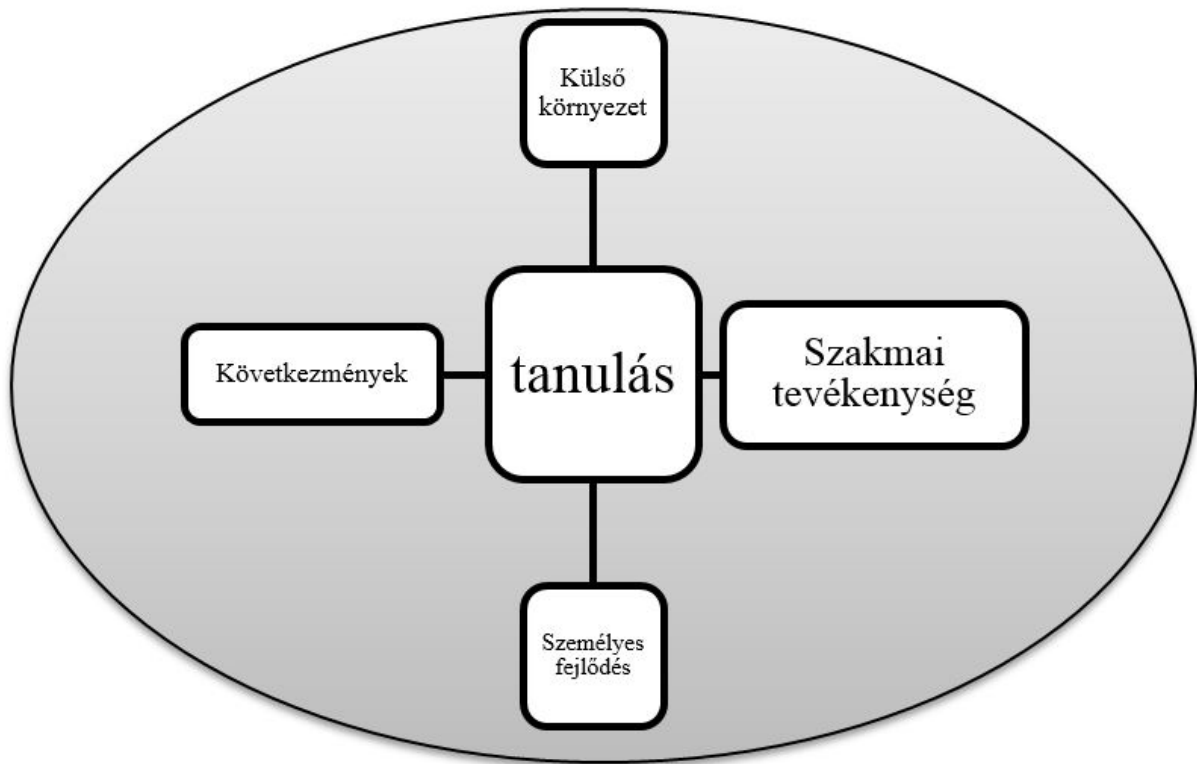 Külső
környezet
Következmények
tanulás
Szakmai
tevékenység
Személyes
fejlődés